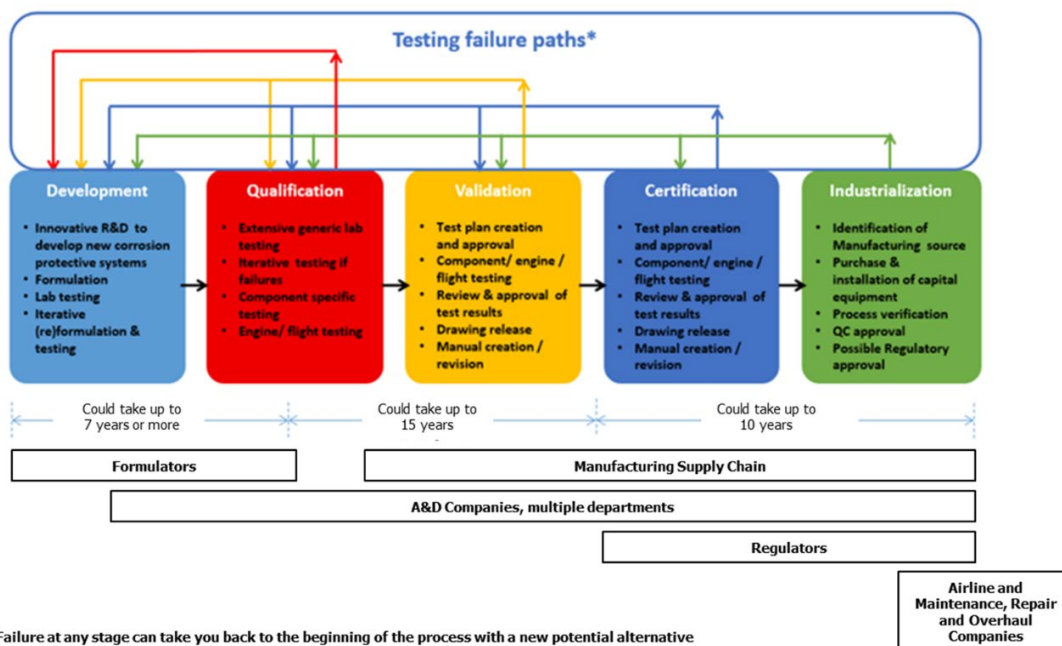 Testing failure paths*
Development
• Innovative R&D to
develop new corrosion
protective systems
• Formulation
• Lab testing
• Iterative
(re)formulation &
testing
Qualification
• Extensive generic lab
testing
• Iterative testing if
failures
• Component specific
testing
• Engine/ flight testing
Validation
• Test plan creation
and approval
• Component/ engine /
flight testing
• Review & approval of
test results
• Drawing release
• Manual creation /
revision
Certification
• Test plan creation
and approval
• Component/ engine /
flight testing
• Review & approval of
test results
• Drawing release
• Manual creation /
revision
Industrialization
• Identification of
Manufacturing source
• Purchase &
installation of capital
equipment
• Process verification
• QC approval
• Possible Regulatory
approval
Could take up to
7 years or more
Could take up to
15 years
Could take up to
10 years
Formulators
Manufacturing Supply Chain
A&D Companies, multiple departments
Regulators
Airline and
Maintenance, Repair
and Overhaul
Companies
Failure at any stage can take you back to the beginning of the process with a new potential alternative